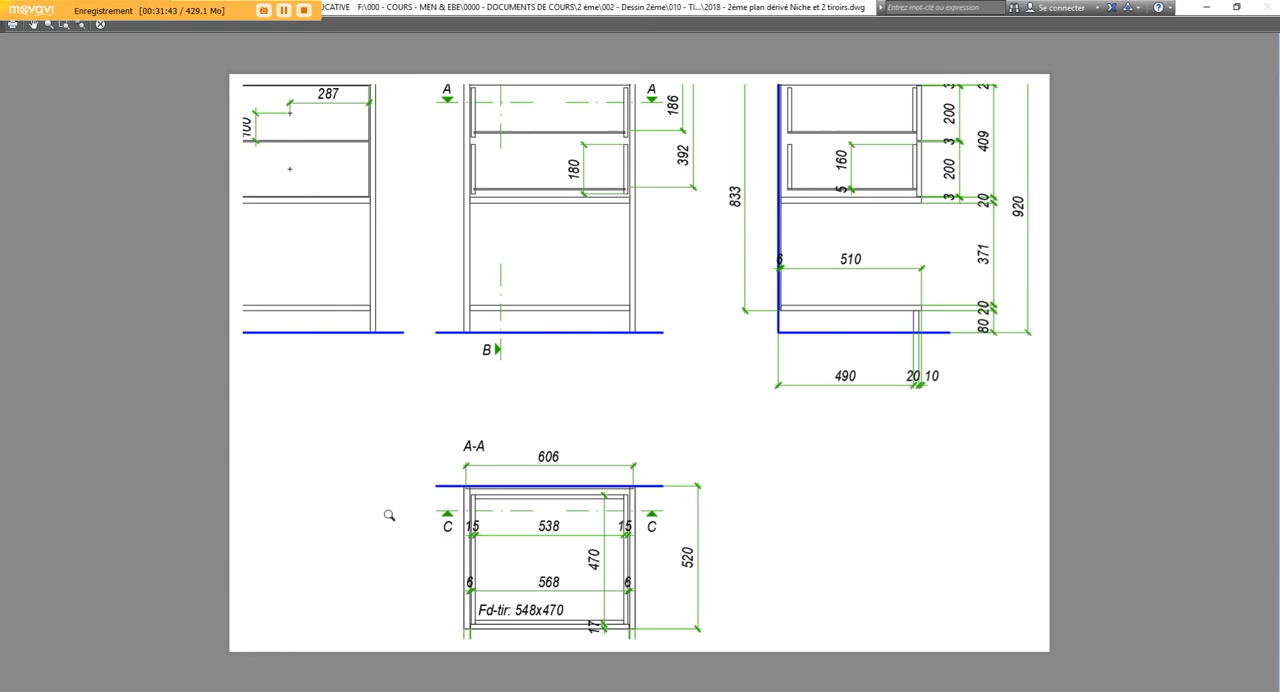 movavi Enregistrement [00:31:43 / 429.1 Mo]
UCATIVE F:\000 - COURS - MEN & EBE\0000 - DOCUMENTS DE COURS\2 ème\002 - Dessin 2ème\010 - TI...\2018 - 2ème plan dérivé Niche et 2 tiroirs.dwg
Entrez mot-clé ou expression
Se connecter
287
100
A A
186
392
180
833
160
5
200
3
200
3
409
20
371
20
80
920
6 510
B
490 20 10
A-A
606
C 15 538 15 C
470
520
6 568 6
Fd-tir: 548x470
17